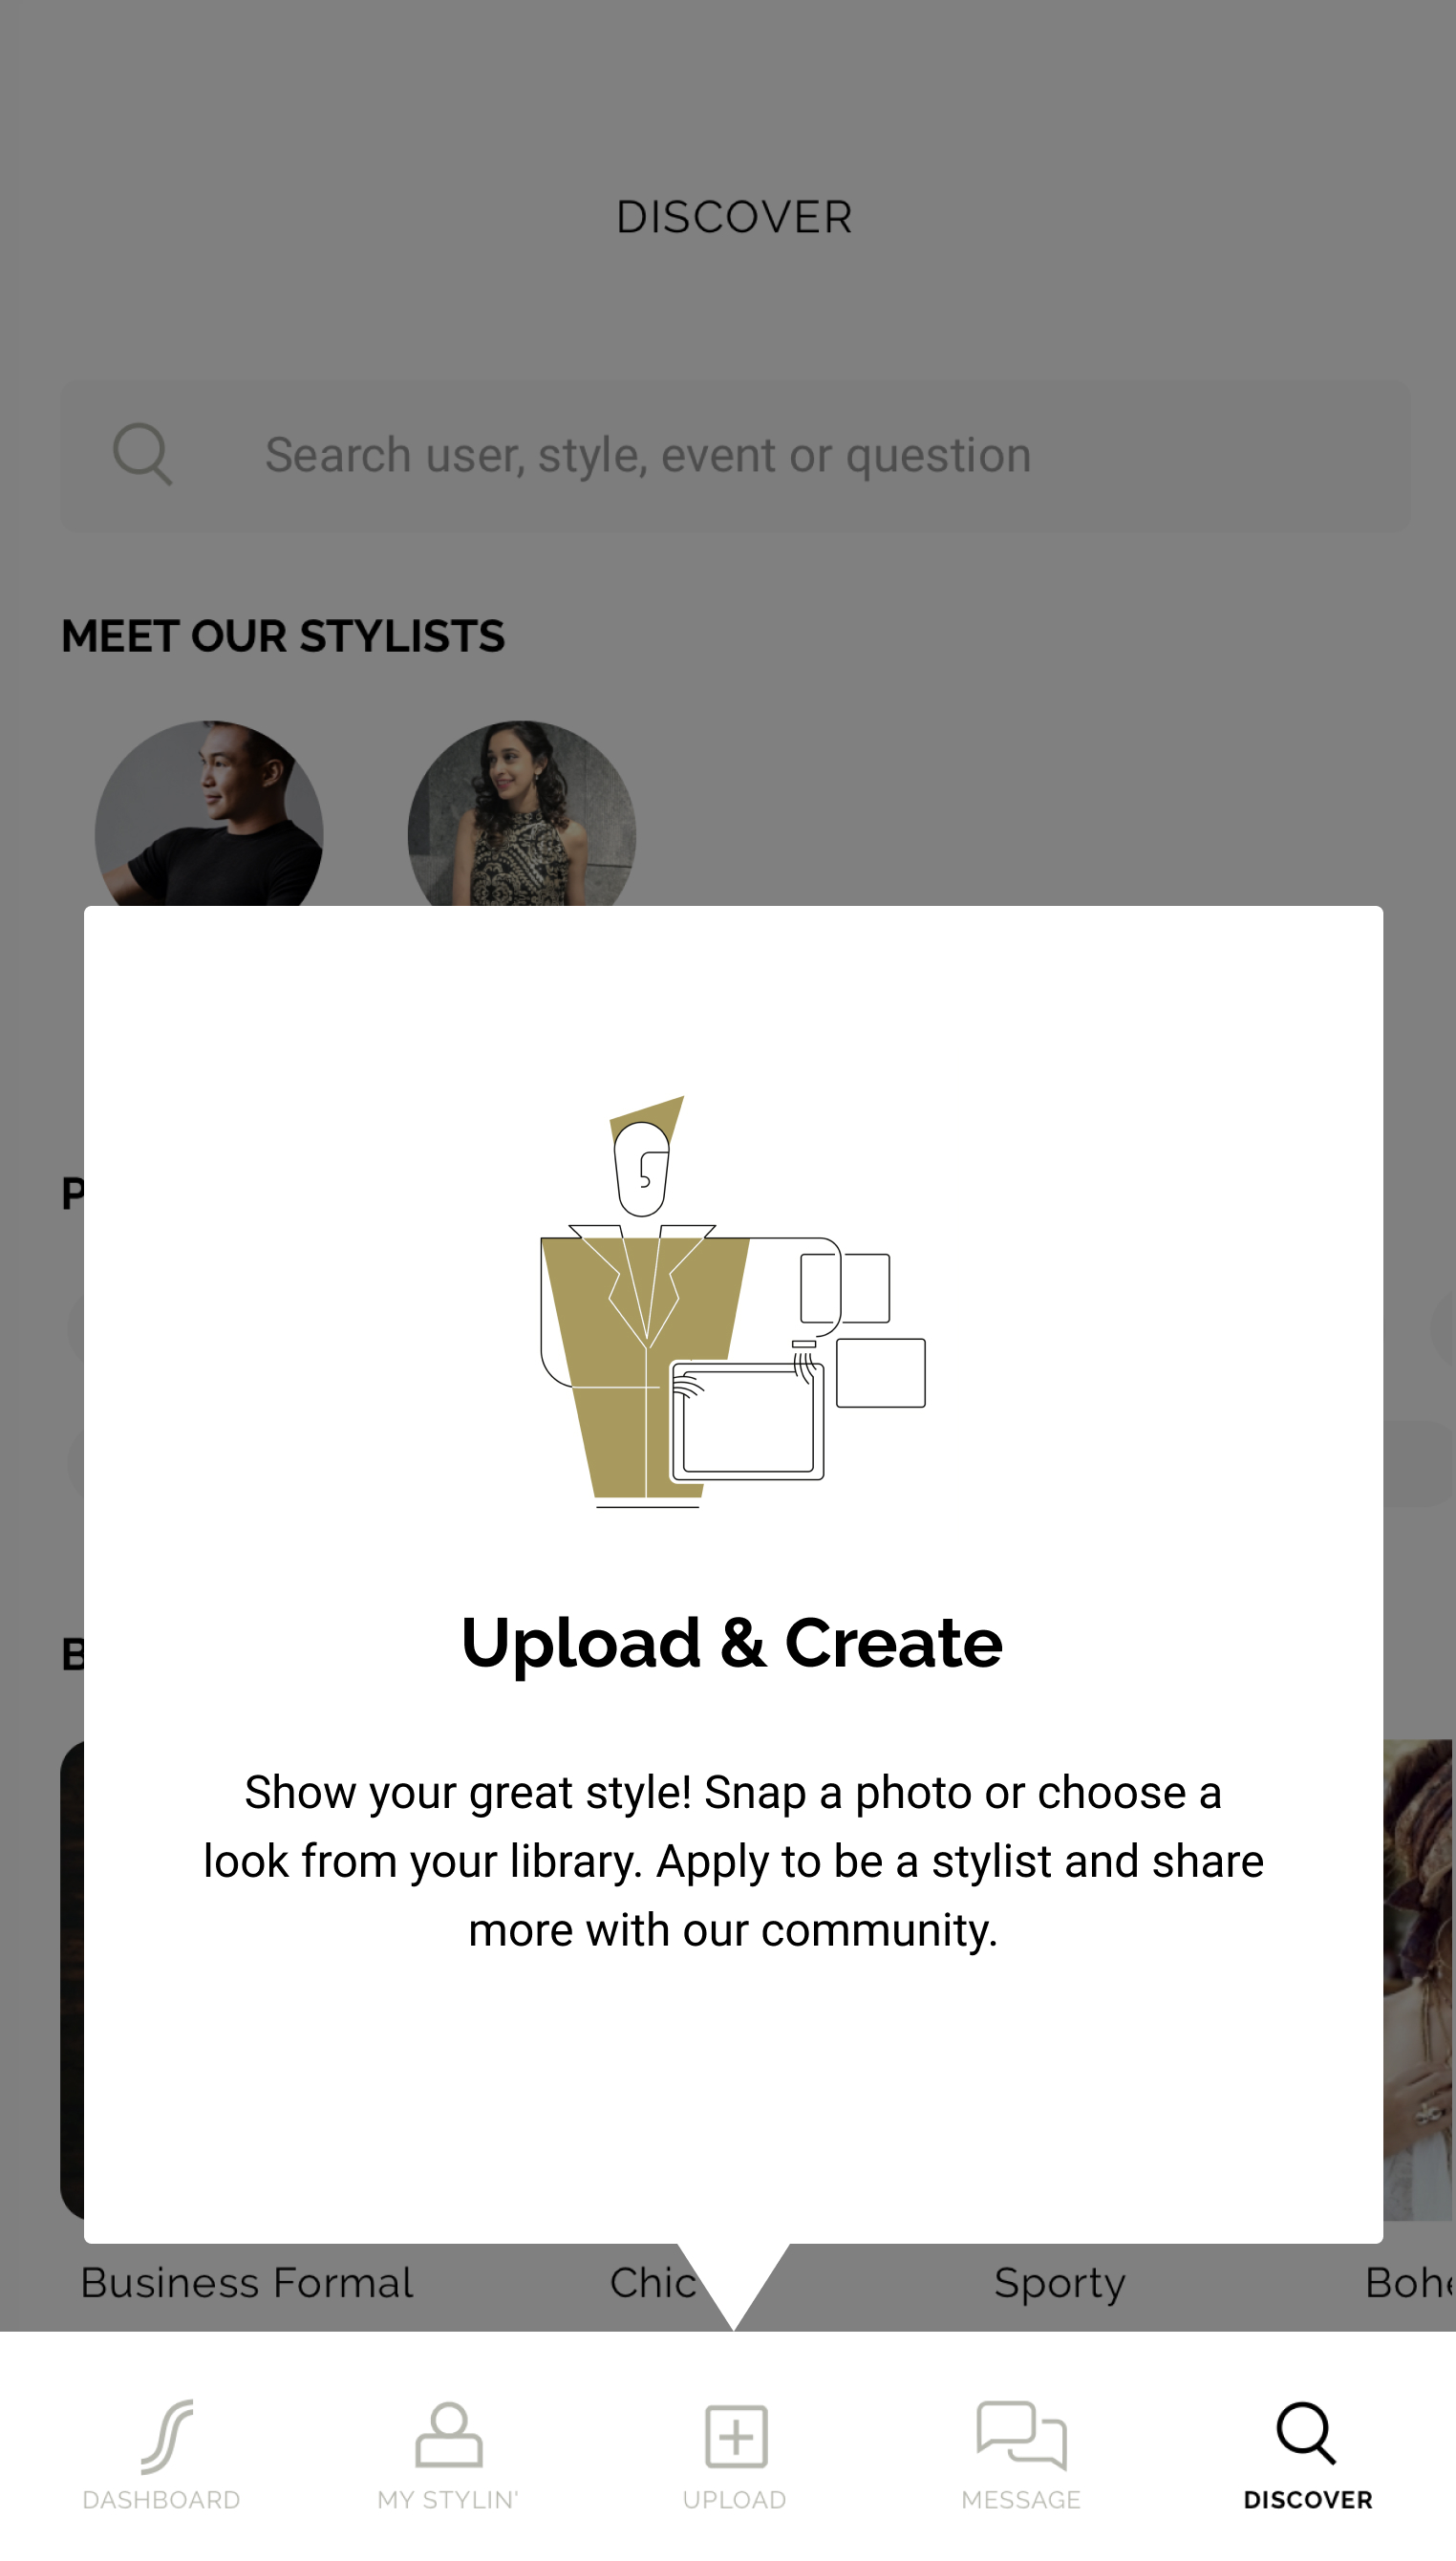 DISCOVER
Search user, style, event or question
MEET OUR STYLISTS
P
B
Upload & Create
Show your great style! Snap a photo or choose a
look from your library. Apply to be a stylist and share
more with our community.
Business Formal Chic Sporty Bohe
DASHBOARD MY STYLIN' UPLOAD MESSAGE DISCOVER